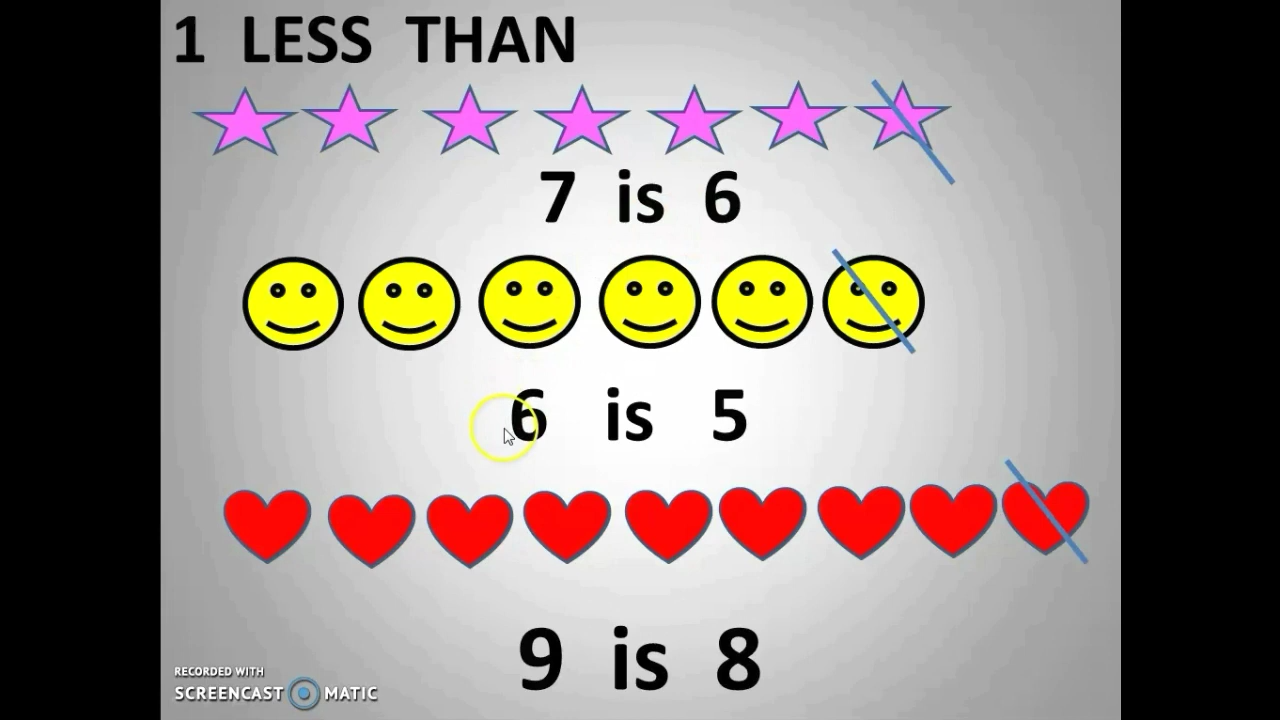 1 LESS THAN
7 is 6
6 is 5
9 is 8
RECORDED WITH
SCREENCAST MATIC